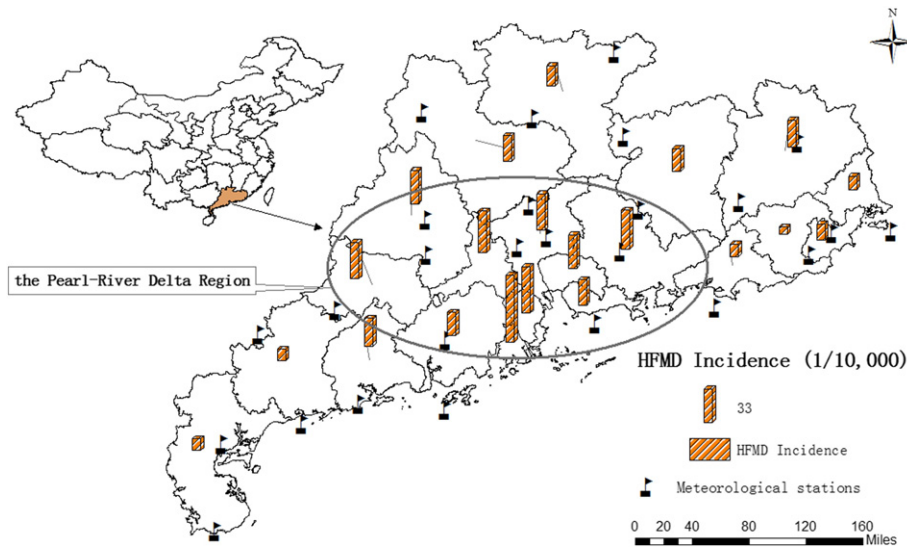 N
the Pearl-River Delta Region
HFMD Incidence (1/10,000)
33
HFMD Incidence
Meteorological stations
0 20 40 80 120 160
Miles